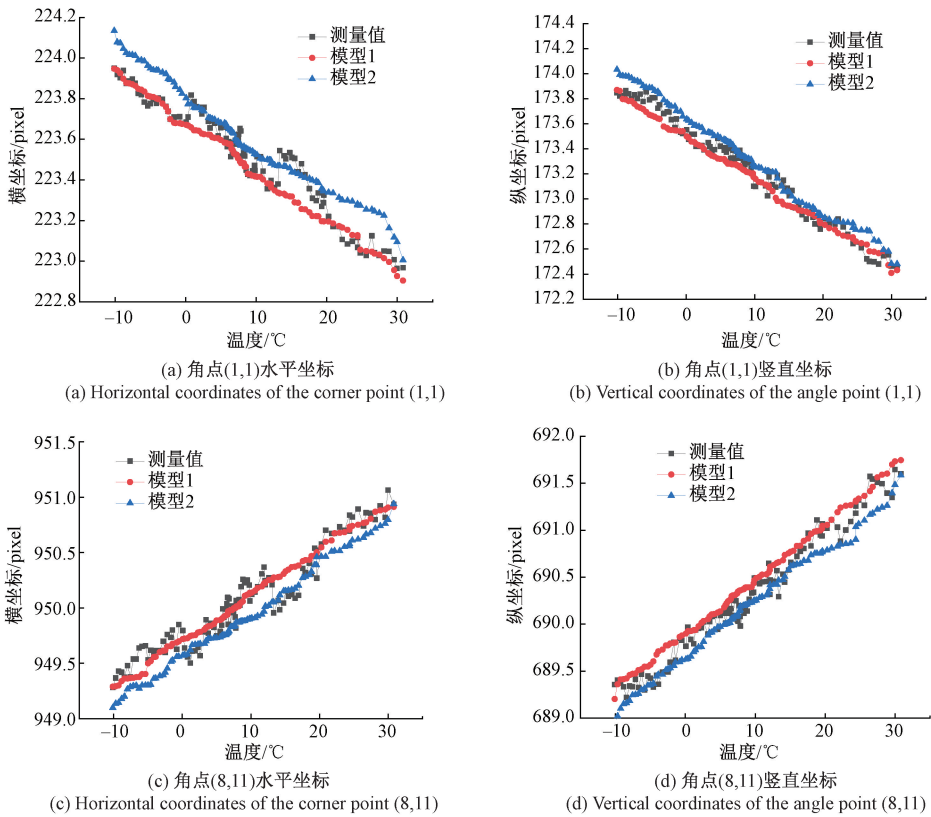 224.2
224.0
223.8
223.6
223.4
223.2
223.0
222.8
横坐标/pixel
测量值
模型1
模型2
−10 0 10 20 30
温度/℃
(a) 角点(1,1)水平坐标
(a) Horizontal coordinates of the corner point (1,1)
174.4
174.2
174.0
173.8
173.6
173.4
173.2
173.0
172.8
172.6
172.4
172.2
纵坐标/pixel
测量值
模型1
模型2
−10 0 10 20 30
温度/℃
(b) 角点(1,1)竖直坐标
(b) Vertical coordinates of the angle point (1,1)
951.5
951.0
950.5
950.0
949.5
949.0
横坐标/pixel
测量值
模型1
模型2
−10 0 10 20 30
温度/℃
(c) 角点(8,11)水平坐标
(c) Horizontal coordinates of the corner point (8,11)
692.0
691.5
691.0
690.5
690.0
689.5
689.0
纵坐标/pixel
测量值
模型1
模型2
−10 0 10 20 30
温度/℃
(d) 角点(8,11)竖直坐标
(d) Vertical coordinates of the angle point (8,11)